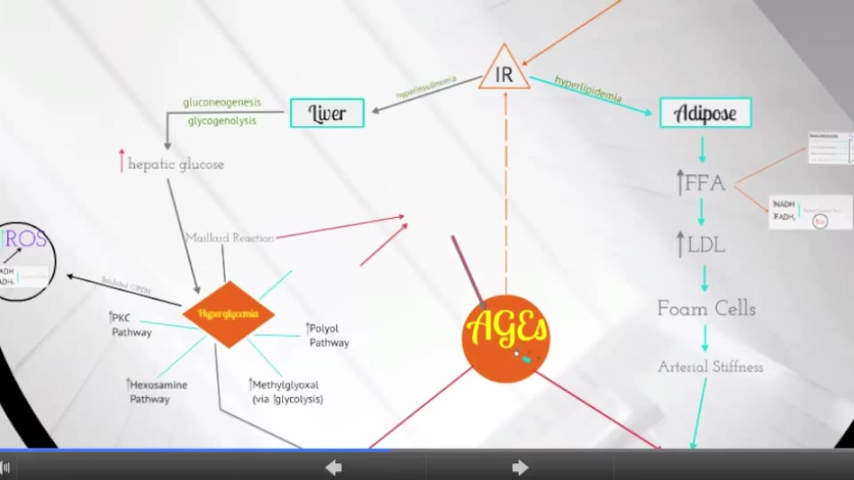 IR
gluconeogenesis
glycogenolysis
Liver
hyperinsulinemia
hyperlipidemia
Adipose
↑hepatic glucose
↑FFA
↑NADH
↑FADH₂
Maillard Reaction
↑ROS
↑LDL
Hyperglycemia
AGEs
Foam Cells
↑PKC
Pathway
↑Polyol
Pathway
Arterial Stiffness
↑Hexosamine
Pathway
↑Methylglyoxal
(via ↑glycolysis)